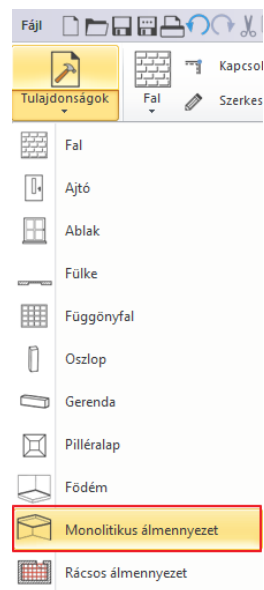 Fájl
Tulajdonságok
Fal
Kapcsol
Szerkes
Fal
Ajtó
Ablak
Fülke
Függönyfal
Oszlop
Gerenda
Pilléralap
Födém
Monolitikus álmennyezet
Rácsos álmennyezet